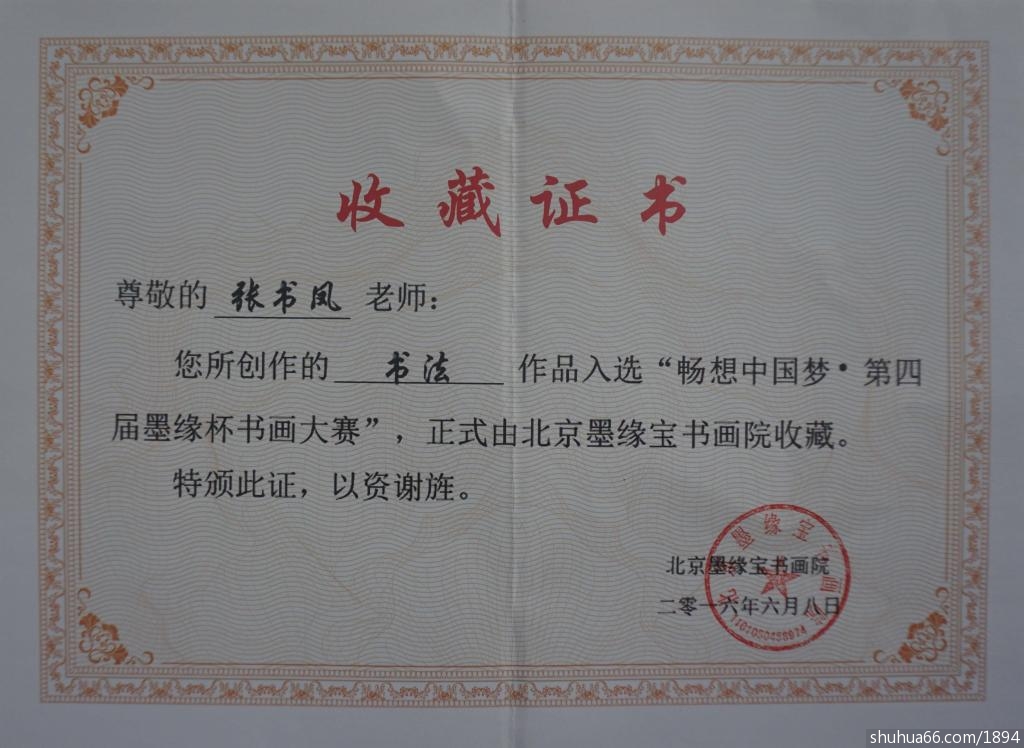 收藏证书
尊敬的 张书凤 老师：
您所创作的 书法 作品入选“畅想中国梦·第四
届墨缘杯书画大赛”，正式由北京墨缘宝书画院收藏。
特颁此证，以资谢旌。
北京墨缘宝书画院
二零一六年六月八日
shuhua66.com/1894